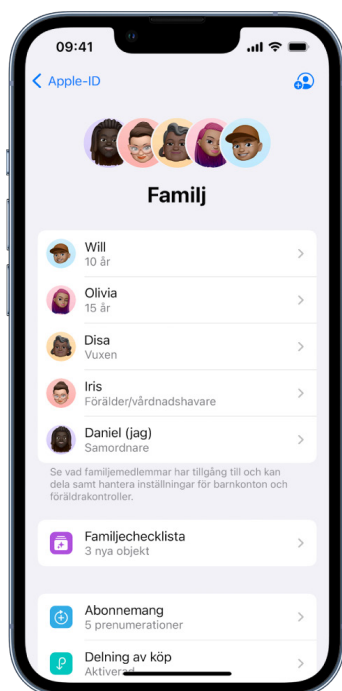 09:41
Apple-ID
Familj
Will
10 år
Olivia
15 år
Disa
Vuxen
Iris
Förälder/vårdnadshavare
Daniel (jag)
Samordnare
Se vad familjemedlemmar har tillgång till och kan
dela samt hantera inställningar för barnkonton och
föräldrakontroller.
Familjechecklista
3 nya objekt
Abonnemang
5 prenumerationer
Delning av köp
Aktiverad